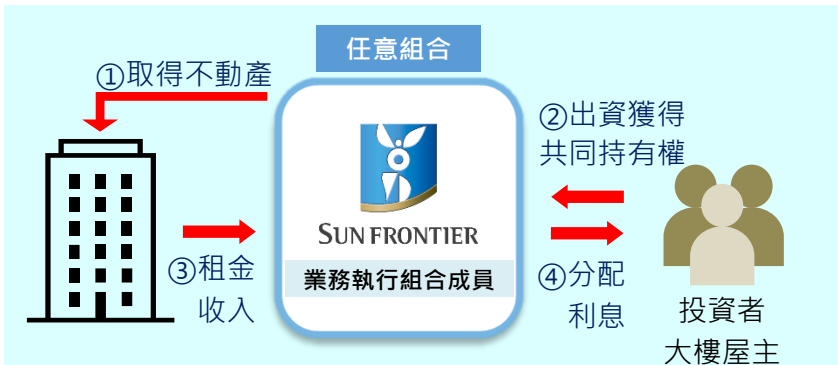 任意組合
①取得不動產
②出資獲得
共同持有權
SUN FRONTIER
業務執行組合成員
③租金
收入
④分配
利息
投資者
大樓屋主